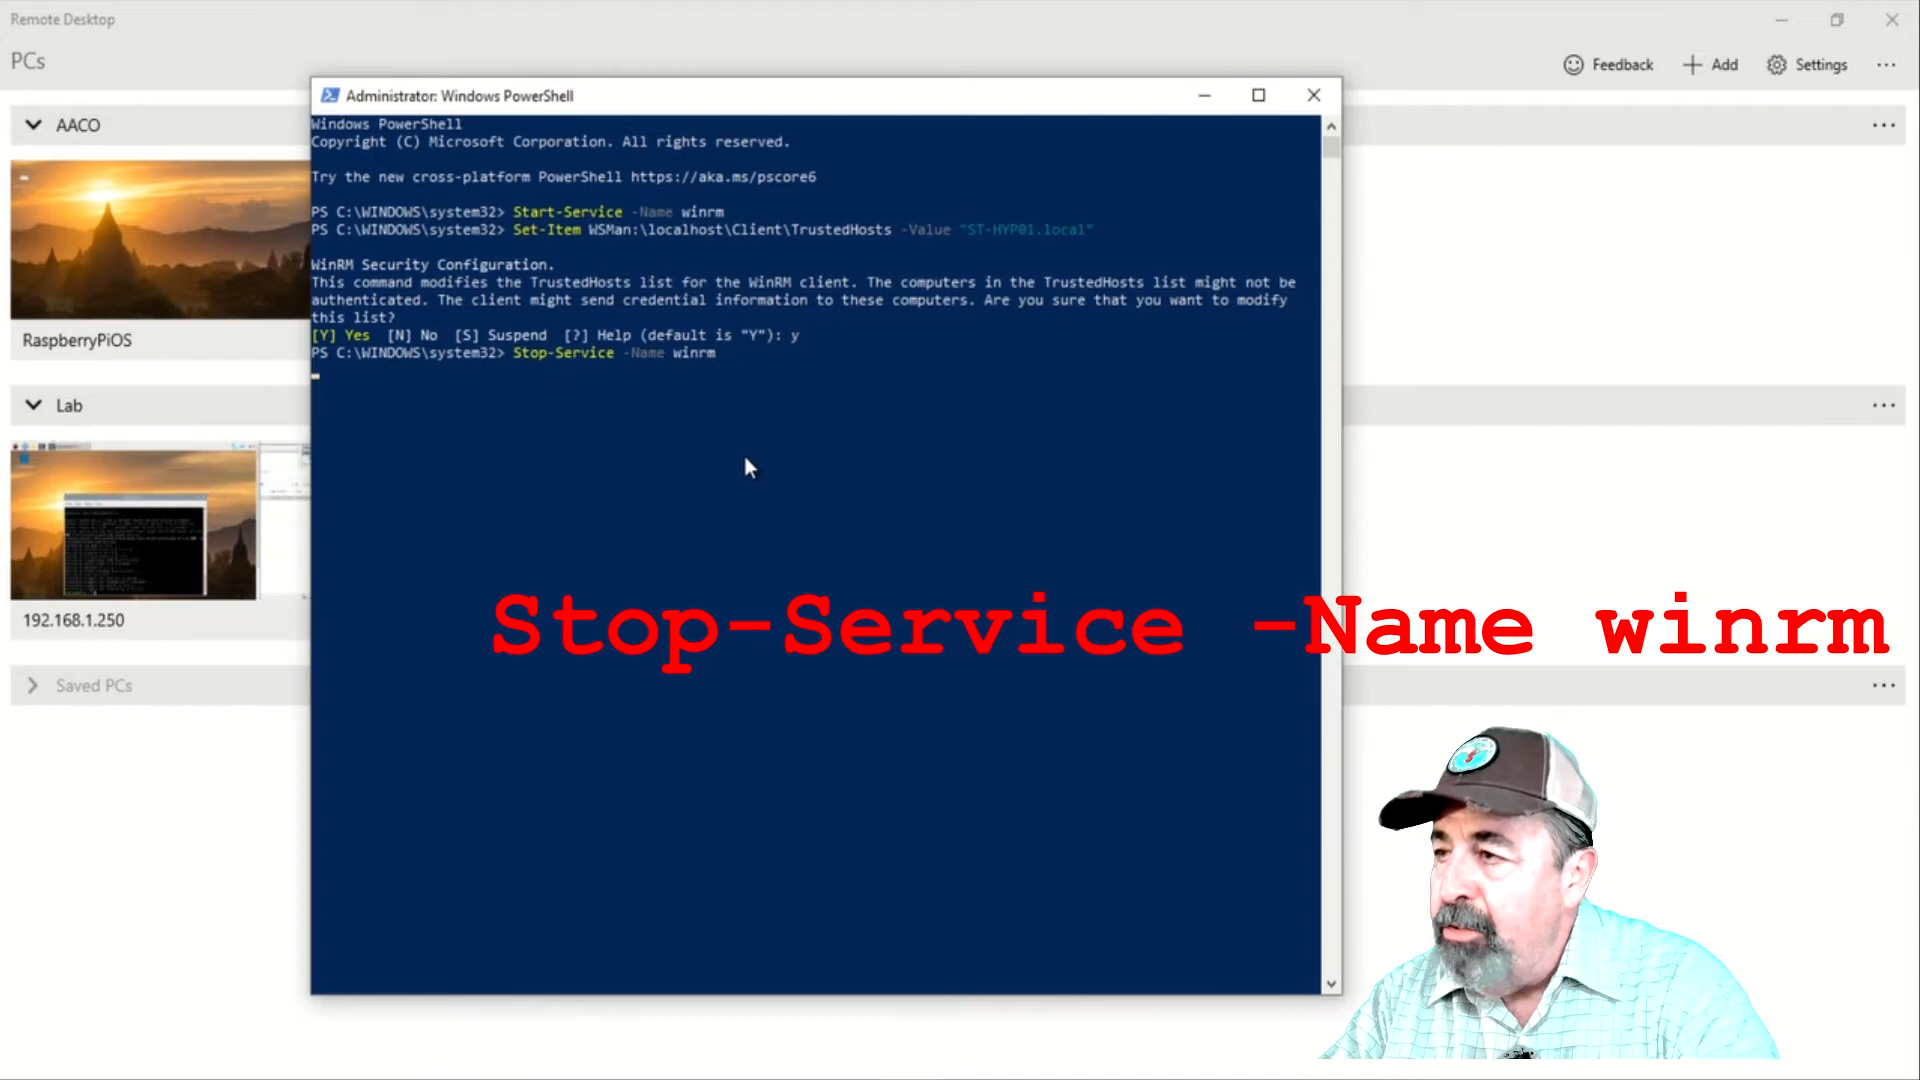 Remote Desktop
PCs
Feedback
Add
Settings
AACO
RaspberryPiOS
Lab
192.168.1.250
Saved PCs
Administrator: Windows PowerShell
Windows PowerShell
Copyright (C) Microsoft Corporation. All rights reserved.
Try the new cross-platform PowerShell https://aka.ms/pscore6
PS C:\WINDOWS\system32> Start-Service -Name winrm
PS C:\WINDOWS\system32> Set-Item WSMan:\localhost\Client\TrustedHosts -Value "ST-HYP01.local"
WinRM Security Configuration.
This command modifies the TrustedHosts list for the WinRM client. The computers in the TrustedHosts list might not be
authenticated. The client might send credential information to these computers. Are you sure that you want to modify
this list?
[Y] Yes  [N] No  [S] Suspend  [?] Help (default is "Y"): y
PS C:\WINDOWS\system32> Stop-Service -Name winrm
Stop-Service -Name winrm